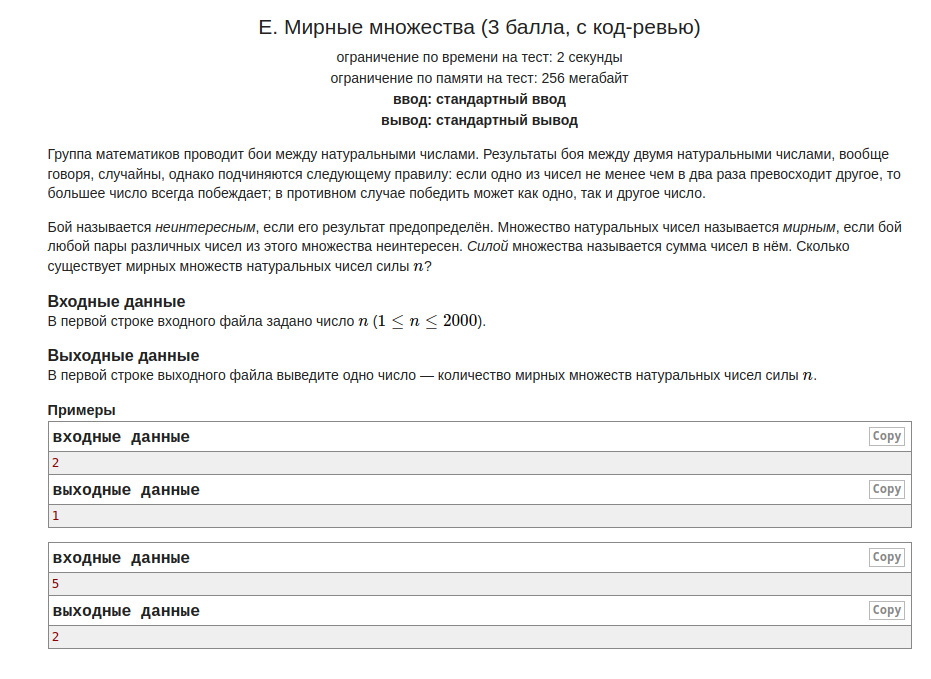 Е. Мирные множества (3 балла, с код-ревью)
ограничение по времени на тест: 2 секунды
ограничение по памяти на тест: 256 мегабайт
ввод: стандартный ввод
вывод: стандартный вывод
Группа математиков проводит бои между натуральными числами. Результаты боя между двумя натуральными числами, вообще
говоря, случайны, однако подчиняются следующему правилу: если одно из чисел не менее чем в два раза превосходит другое, то
большее число всегда побеждает; в противном случае победить может как одно, так и другое число.
Бой называется неинтересным, если его результат предопределён. Множество натуральных чисел называется мирным, если бой
любой пары различных чисел из этого множества неинтересен. Силой множества называется сумма чисел в нём. Сколько
существует мирных множеств натуральных чисел силы n?
Входные данные
В первой строке входного файла задано число n (1 ≤ n ≤ 2000).
Выходные данные
В первой строке выходного файла выведите одно число — количество мирных множеств натуральных чисел силы n.
Примеры
входные данные Copy
2
выходные данные Copy
1
входные данные Copy
5
выходные данные Copy
2